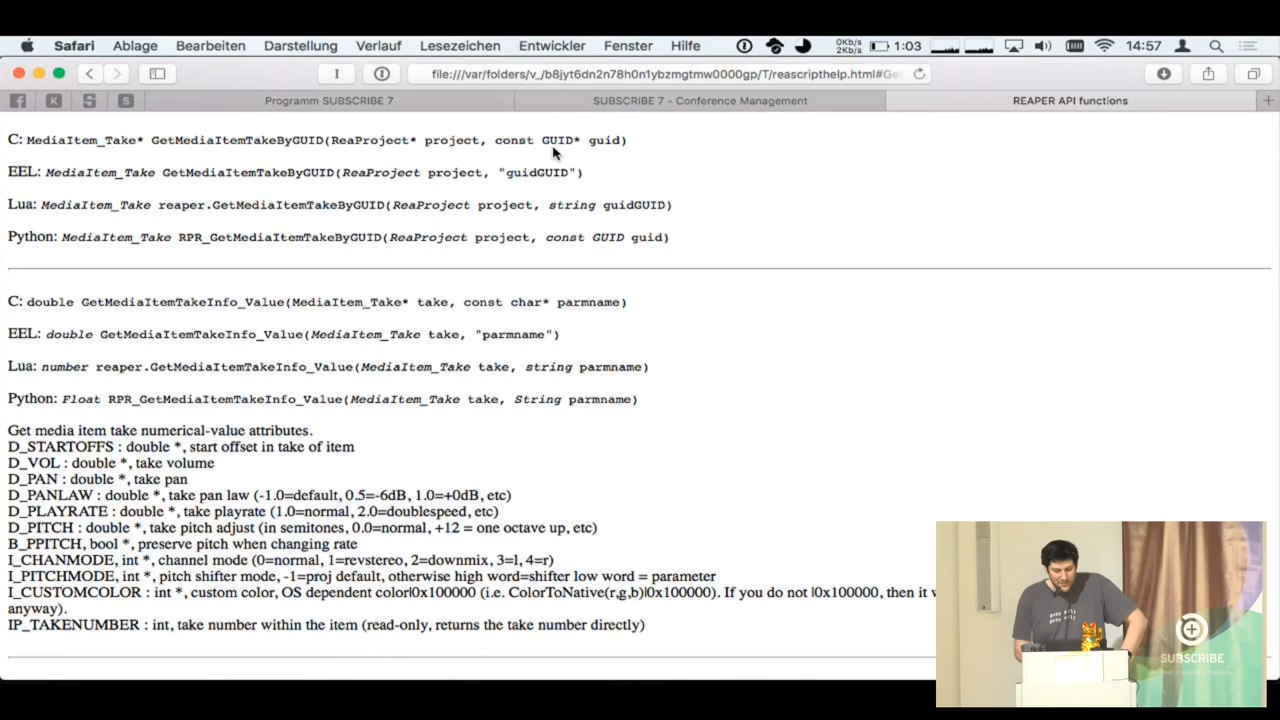 Safari Ablage Bearbeiten Darstellung Verlauf Lesezeichen Entwickler Fenster Hilfe 0Kb/s 2Kb/s 1:03 14:57
file:///var/folders/v_/b8jyt6dn2n78h0n1ybzmgtmw0000gp/T/reascripthelp.html#Ge
Programm SUBSCRIBE 7 SUBSCRIBE 7 - Conference Management REAPER API functions
C: MediaItem_Take* GetMediaItemTakeByGUID(ReaProject* project, const GUID* guid)
EEL: MediaItem_Take GetMediaItemTakeByGUID(ReaProject project, "guidGUID")
Lua: MediaItem_Take reaper.GetMediaItemTakeByGUID(ReaProject project, string guidGUID)
Python: MediaItem_Take RPR_GetMediaItemTakeByGUID(ReaProject project, const GUID guid)
C: double GetMediaItemTakeInfo_Value(MediaItem_Take* take, const char* parmname)
EEL: double GetMediaItemTakeInfo_Value(MediaItem_Take take, "parmname")
Lua: number reaper.GetMediaItemTakeInfo_Value(MediaItem_Take take, string parmname)
Python: Float RPR_GetMediaItemTakeInfo_Value(MediaItem_Take take, String parmname)
Get media item take numerical-value attributes.
D_STARTOFFS : double *, start offset in take of item
D_VOL : double *, take volume
D_PAN : double *, take pan
D_PANLAW : double *, take pan law (-1.0=default, 0.5=-6dB, 1.0=+0dB, etc)
D_PLAYRATE : double *, take playrate (1.0=normal, 2.0=doublespeed, etc)
D_PITCH : double *, take pitch adjust (in semitones, 0.0=normal, +12 = one octave up, etc)
B_PPITCH, bool *, preserve pitch when changing rate
I_CHANMODE, int *, channel mode (0=normal, 1=revstereo, 2=downmix, 3=l, 4=r)
I_PITCHMODE, int *, pitch shifter mode, -1=proj default, otherwise high word=shifter low word = parameter
I_CUSTOMCOLOR : int *, custom color, OS dependent color|0x100000 (i.e. ColorToNative(r,g,b)|0x100000). If you do not |0x100000, then it w
anyway).
IP_TAKENUMBER : int, take number within the item (read-only, returns the take number directly)
SUBSCRIBE